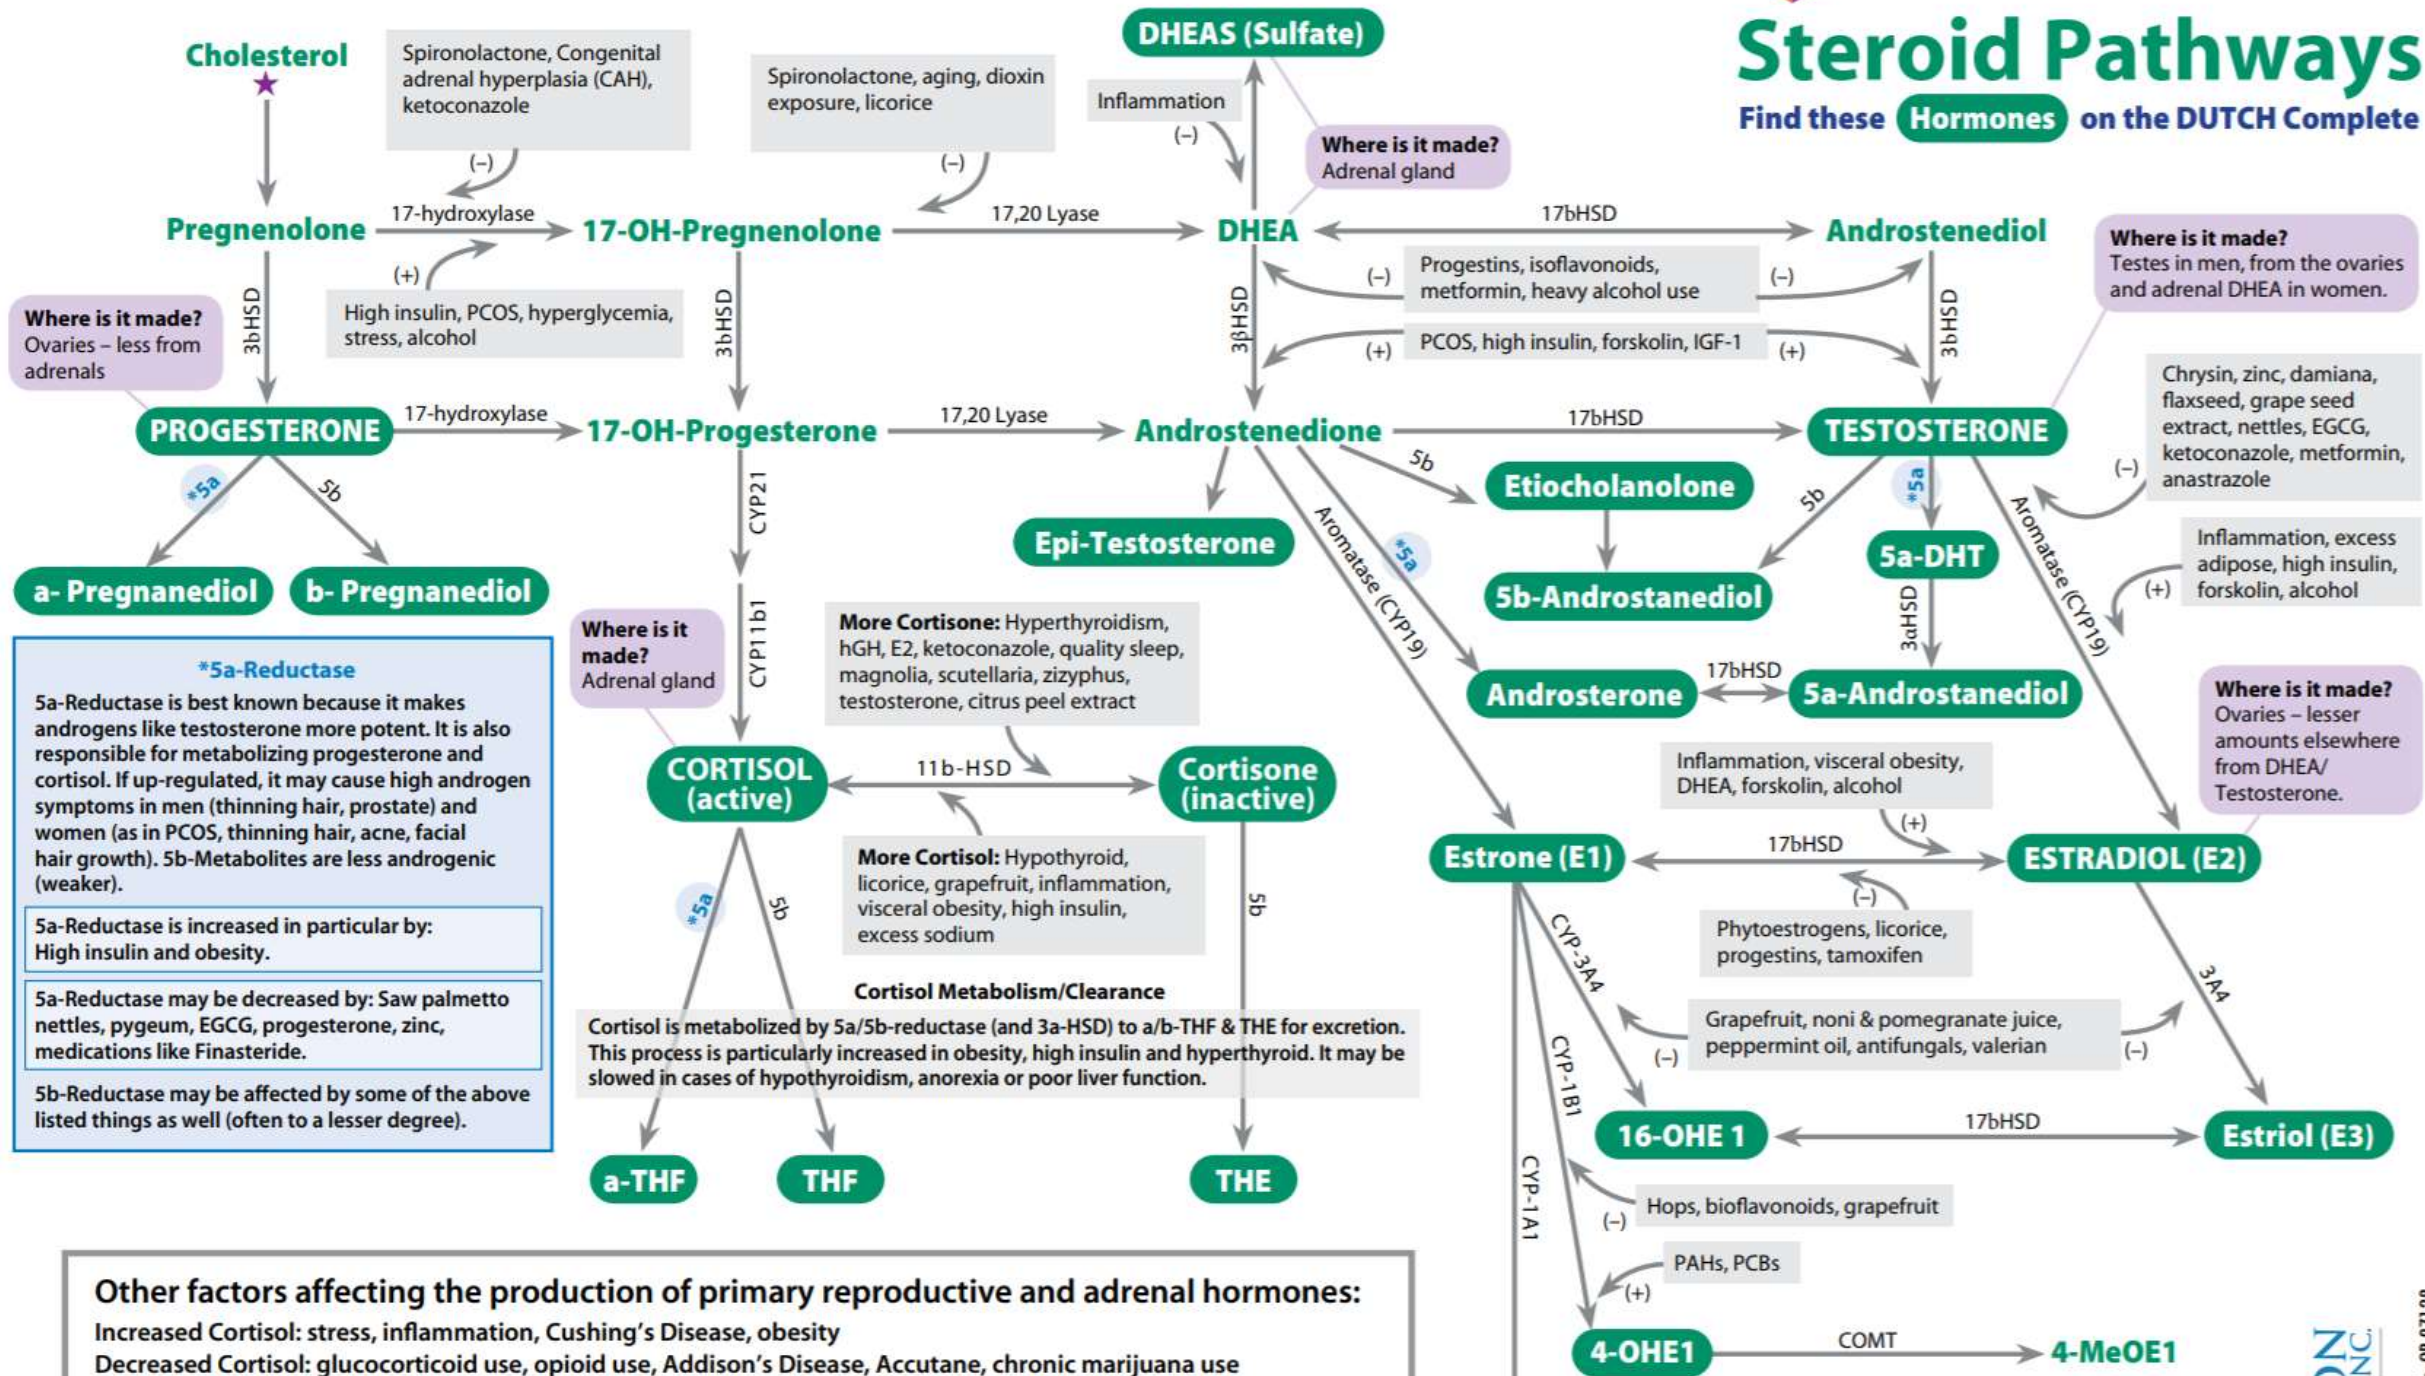 Steroid Pathways
Find these Hormones on the DUTCH Complete
Cholesterol
Spironolactone, Congenital
adrenal hyperplasia (CAH),
ketoconazole
(–)
Spironolactone, aging, dioxin
exposure, licorice
(–)
DHEAS (Sulfate)
Inflammation
(–)
Where is it made?
Adrenal gland
Pregnenolone
17-hydroxylase
17-OH-Pregnenolone
17,20 Lyase
DHEA
17bHSD
Androstenediol
(+)
High insulin, PCOS, hyperglycemia,
stress, alcohol
(–)
Progestins, isoflavonoids,
metformin, heavy alcohol use
(–)
(+)
PCOS, high insulin, forskolin, IGF-1
(+)
Where is it made?
Testes in men, from the ovaries
and adrenal DHEA in women.
Where is it made?
Ovaries – less from
adrenals
3bHSD
3bHSD
3βHSD
3bHSD
PROGESTERONE
17-hydroxylase
17-OH-Progesterone
17,20 Lyase
Androstenedione
17bHSD
TESTOSTERONE
Chrysin, zinc, damiana,
flaxseed, grape seed
extract, nettles, EGCG,
ketoconazole, metformin,
anastrazole
(–)
Inflammation, excess
adipose, high insulin,
forskolin, alcohol
(+)
*5a
5b
a- Pregnanediol
b- Pregnanediol
CYP21
CYP11b1
Epi-Testosterone
5b
Etiocholanolone
5b-Androstanediol
5b
*5a
5a-DHT
3aHSD
Aromatase (CYP19)
*5a
Aromatase (CYP19)
Androsterone
17bHSD
5a-Androstanediol
*5a-Reductase
5a-Reductase is best known because it makes
androgens like testosterone more potent. It is also
responsible for metabolizing progesterone and
cortisol. If up-regulated, it may cause high androgen
symptoms in men (thinning hair, prostate) and
women (as in PCOS, thinning hair, acne, facial
hair growth). 5b-Metabolites are less androgenic
(weaker).
5a-Reductase is increased in particular by:
High insulin and obesity.
5a-Reductase may be decreased by: Saw palmetto
nettles, pygeum, EGCG, progesterone, zinc,
medications like Finasteride.
5b-Reductase may be affected by some of the above
listed things as well (often to a lesser degree).
Where is it
made?
Adrenal gland
More Cortisone: Hyperthyroidism,
hGH, E2, ketoconazole, quality sleep,
magnolia, scutellaria, zizyphus,
testosterone, citrus peel extract
CORTISOL
(active)
11b-HSD
Cortisone
(inactive)
More Cortisol: Hypothyroid,
licorice, grapefruit, inflammation,
visceral obesity, high insulin,
excess sodium
*5a
5b
5b
Cortisol Metabolism/Clearance
Cortisol is metabolized by 5a/5b-reductase (and 3a-HSD) to a/b-THF & THE for excretion.
This process is particularly increased in obesity, high insulin and hyperthyroid. It may be
slowed in cases of hypothyroidism, anorexia or poor liver function.
a-THF
THF
THE
Inflammation, visceral obesity,
DHEA, forskolin, alcohol
(+)
Where is it made?
Ovaries – lesser
amounts elsewhere
from DHEA/
Testosterone.
Estrone (E1)
17bHSD
ESTRADIOL (E2)
(–)
Phytoestrogens, licorice,
progestins, tamoxifen
CYP-3A4
3A4
Grapefruit, noni & pomegranate juice,
peppermint oil, antifungals, valerian
(–)
(–)
CYP-1B1
CYP-1A1
16-OHE 1
17bHSD
Estriol (E3)
Hops, bioflavonoids, grapefruit
(–)
PAHs, PCBs
(+)
4-OHE1
COMT
4-MeOE1
Other factors affecting the production of primary reproductive and adrenal hormones:
Increased Cortisol: stress, inflammation, Cushing's Disease, obesity
Decreased Cortisol: glucocorticoid use, opioid use, Addison's Disease, Accutane, chronic marijuana use